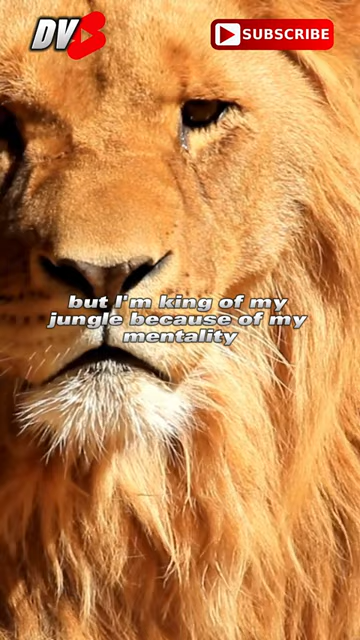 DV
SUBSCRIBE
but I'm king of my
jungle because of my
mentality